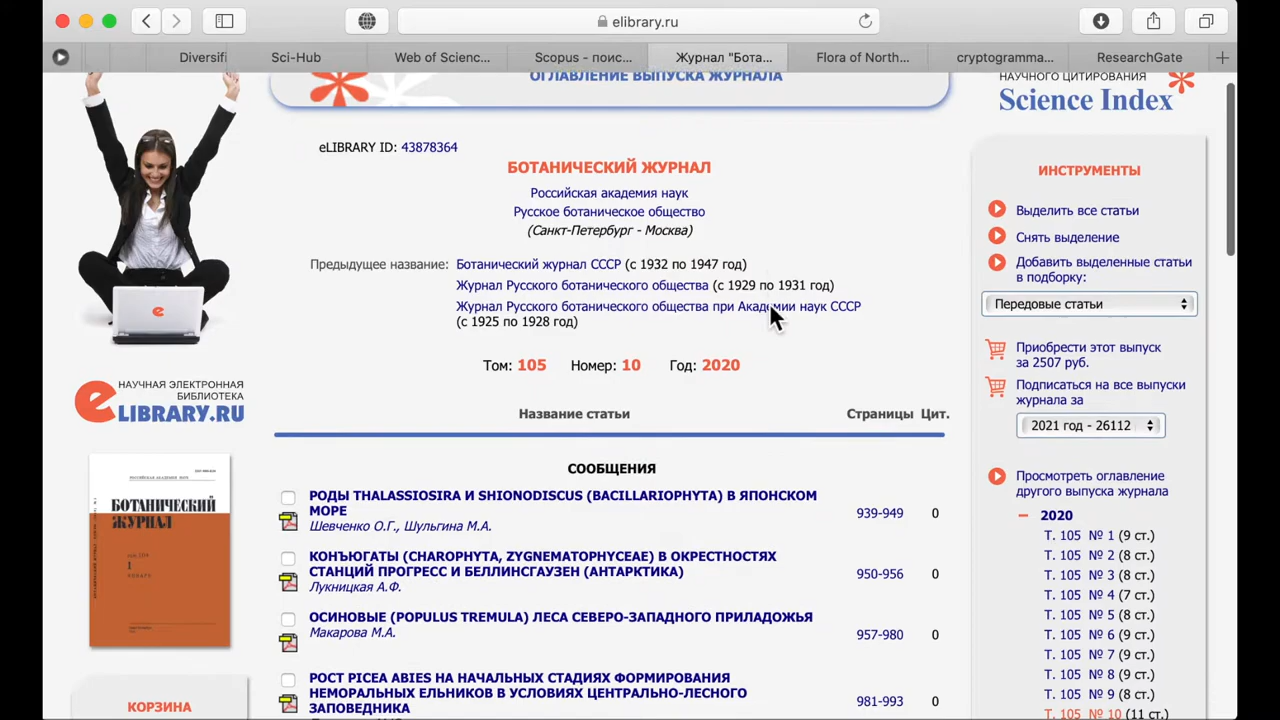 elibrary.ru
Diversifi
Sci-Hub
Web of Scienc...
Scopus - поис...
Журнал "Бота...
Flora of North...
cryptogramma...
ResearchGate
ОГЛАВЛЕНИЕ ВЫПУСКА ЖУРНАЛА
НАУЧНОГО ЦИТИРОВАНИЯ
Science Index
eLIBRARY ID: 43878364
БОТАНИЧЕСКИЙ ЖУРНАЛ
Российская академия наук
Русское ботаническое общество
(Санкт-Петербург - Москва)
Предыдущее название: Ботанический журнал СССР (с 1932 по 1947 год)
Журнал Русского ботанического общества (с 1929 по 1931 год)
Журнал Русского ботанического общества при Академии наук СССР
(с 1925 по 1928 год)
Том: 105 Номер: 10 Год: 2020
Название статьи Страницы Цит.
СООБЩЕНИЯ
РОДЫ THALASSIOSIRA И SHIONODISCUS (BACILLARIOPHYTA) В ЯПОНСКОМ
МОРЕ
Шевченко О.Г., Шульгина М.А.
939-949 0
КОНЪЮГАТЫ (CHAROPHYTA, ZYGNEMATOPHYCEAE) В ОКРЕСТНОСТЯХ
СТАНЦИЙ ПРОГРЕСС И БЕЛЛИНСГАУЗЕН (АНТАРКТИКА)
Лукницкая А.Ф.
950-956 0
ОСИНОВЫЕ (POPULUS TREMULA) ЛЕСА СЕВЕРО-ЗАПАДНОГО ПРИЛАДОЖЬЯ
Макарова М.А.
957-980 0
РОСТ PICEA ABIES НА НАЧАЛЬНЫХ СТАДИЯХ ФОРМИРОВАНИЯ
НЕМОРАЛЬНЫХ ЕЛЬНИКОВ В УСЛОВИЯХ ЦЕНТРАЛЬНО-ЛЕСНОГО
ЗАПОВЕДНИКА
981-993 0
НАУЧНАЯ ЭЛЕКТРОННАЯ
БИБЛИОТЕКА
eLIBRARY.RU
БОТАНИЧЕСКИЙ
ЖУРНАЛ
КОРЗИНА
ИНСТРУМЕНТЫ
Выделить все статьи
Снять выделение
Добавить выделенные статьи
в подборку:
Передовые статьи
Приобрести этот выпуск
за 2507 руб.
Подписаться на все выпуски
журнала за
2021 год - 26112
Просмотреть оглавление
другого выпуска журнала
2020
Т. 105 № 1 (9 ст.)
Т. 105 № 2 (8 ст.)
Т. 105 № 3 (8 ст.)
Т. 105 № 4 (7 ст.)
Т. 105 № 5 (8 ст.)
Т. 105 № 6 (9 ст.)
Т. 105 № 7 (9 ст.)
Т. 105 № 8 (9 ст.)
Т. 105 № 9 (8 ст.)
Т. 105 № 10 (11 ст.)